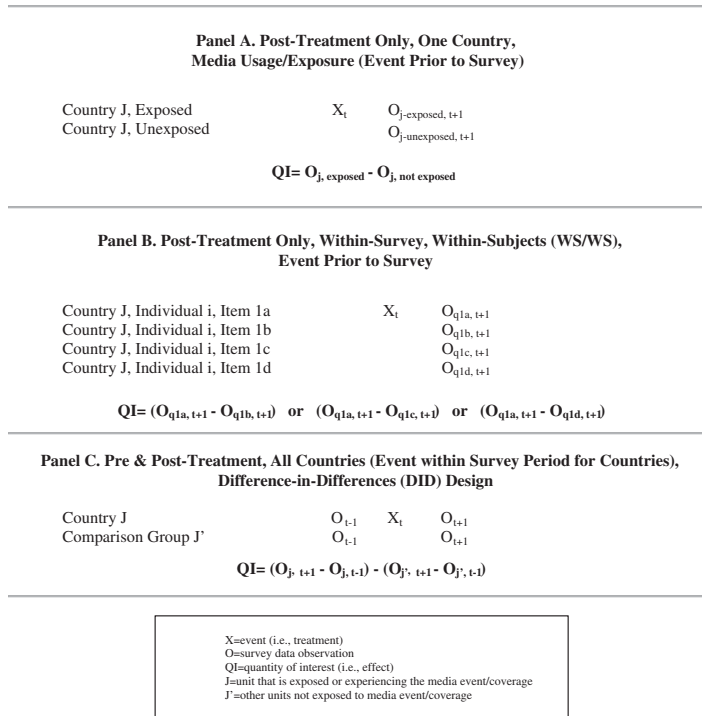 Panel A. Post-Treatment Only, One Country,
Media Usage/Exposure (Event Prior to Survey)
Country J, Exposed X_t O_j-exposed, t+1
Country J, Unexposed O_j-unexposed, t+1
QI= O_j, exposed - O_j, not exposed
Panel B. Post-Treatment Only, Within-Survey, Within-Subjects (WS/WS),
Event Prior to Survey
Country J, Individual i, Item 1a X_t O_q1a, t+1
Country J, Individual i, Item 1b O_q1b, t+1
Country J, Individual i, Item 1c O_q1c, t+1
Country J, Individual i, Item 1d O_q1d, t+1
QI= (O_q1a, t+1 - O_q1b, t+1) or (O_q1a, t+1 - O_q1c, t+1) or (O_q1a, t+1 - O_q1d, t+1)
Panel C. Pre & Post-Treatment, All Countries (Event within Survey Period for Countries),
Difference-in-Differences (DID) Design
Country J O_t-1 X_t O_t+1
Comparison Group J’ O_t-1 O_t+1
QI= (O_j, t+1 - O_j, t-1) - (O_j’, t+1 - O_j’, t-1)
X=event (i.e., treatment)
O=survey data observation
QI=quantity of interest (i.e., effect)
J=unit that is exposed or experiencing the media event/coverage
J’=other units not exposed to media event/coverage